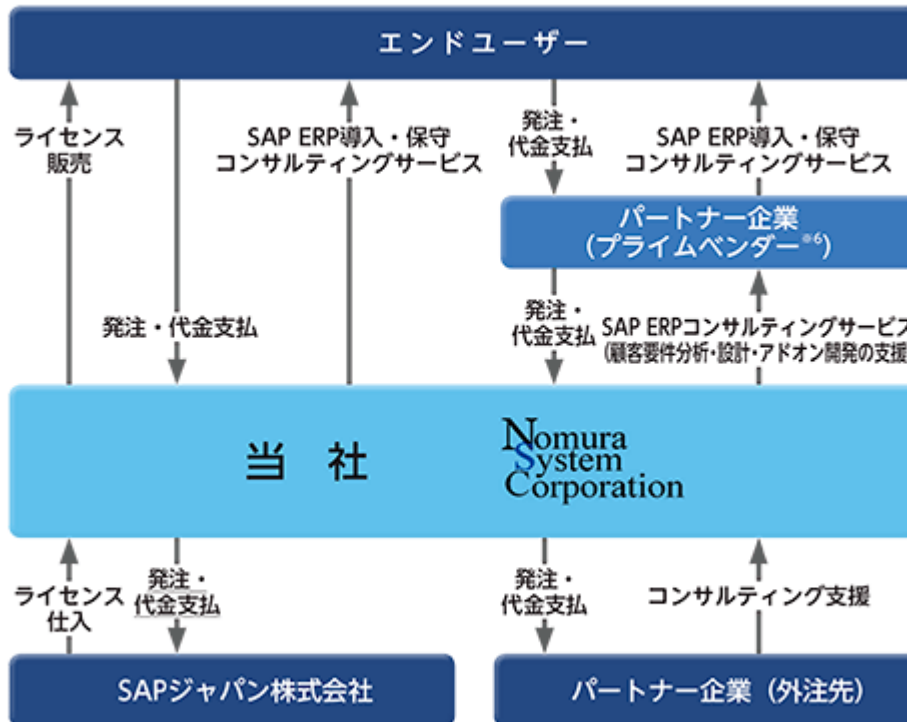 エンドユーザー
ライセンス
販売
SAP ERP導入・保守
コンサルティングサービス
発注・
代金支払
SAP ERP導入・保守
コンサルティングサービス
パートナー企業
(プライムベンダー※6)
発注・代金支払
発注・
代金支払
SAP ERPコンサルティングサービス
(顧客要件分析・設計・アドオン開発の支援)
当 社
Nomura
System
Corporation
ライセンス
仕入
発注・
代金支払
発注・
代金支払
コンサルティング支援
SAPジャパン株式会社
パートナー企業（外注先）